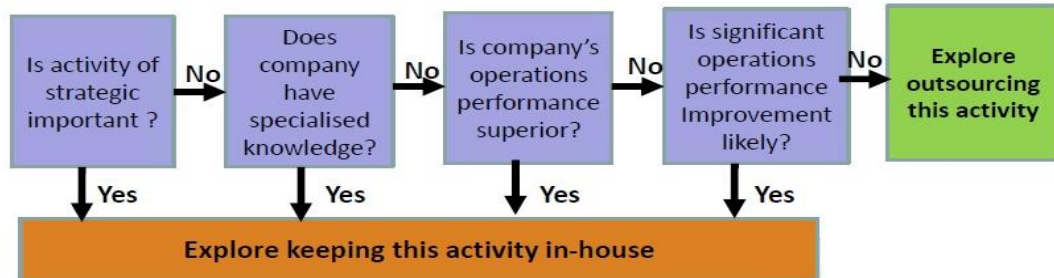 Is activity of
strategic
important ?
No
Does
company
have
specialised
knowledge?
No
Is company's
operations
performance
superior?
No
Is significant
operations
performance
Improvement
likely?
No
Explore
outsourcing
this activity
Yes
Yes
Yes
Yes
Explore keeping this activity in-house